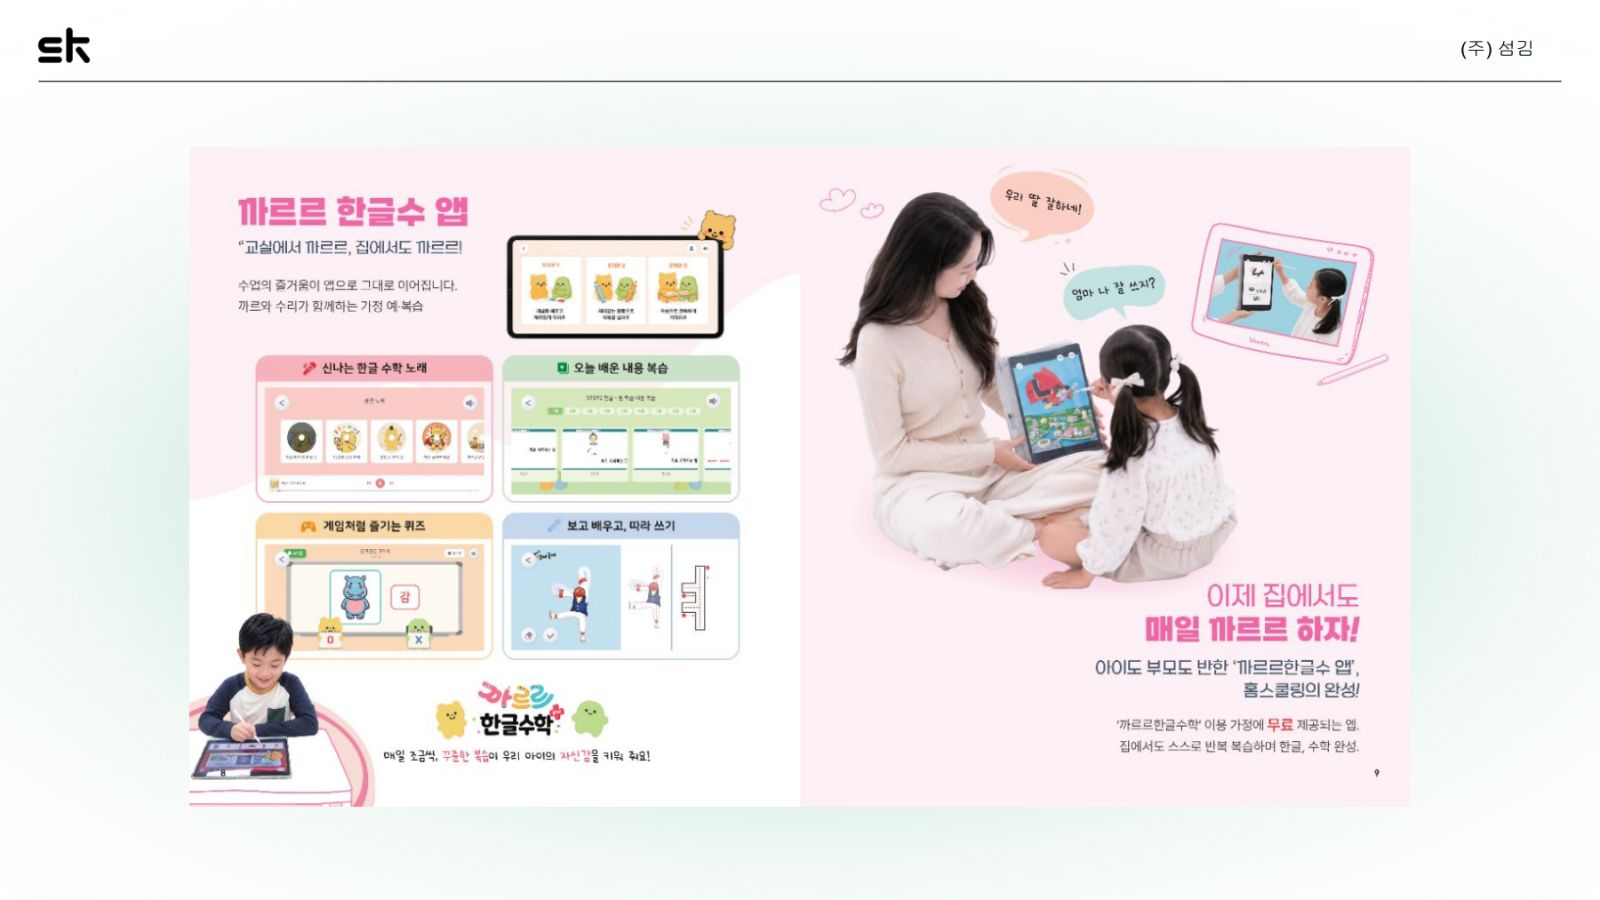 sk
(주) 섬김
까르르 한글수 앱
“교실에서 까르르, 집에서도 까르르!
수업의 즐거움이 앱으로 그대로 이어집니다.
까르와 수리가 함께하는 가정 예·복습
STEP 1
STEP 2
STEP 3
신나는 한글 수학 노래
오늘 배운 내용 복습
게임처럼 즐기는 퀴즈
감
O
X
보고 배우고, 따라 쓰기
까르르
한글수학
매일 조금씩, 꾸준한 복습이 우리 아이의 자신감을 키워 줘요!
8
우리 딸 잘하네!
엄마 나 잘 쓰지?
이제 집에서도
매일 까르르 하자!
아이도 부모도 반한 ‘까르르한글수 앱’,
홈스쿨링의 완성!
‘까르르한글수학’ 이용 가정에 무료 제공되는 앱.
집에서도 스스로 반복 복습하며 한글, 수학 완성.
9